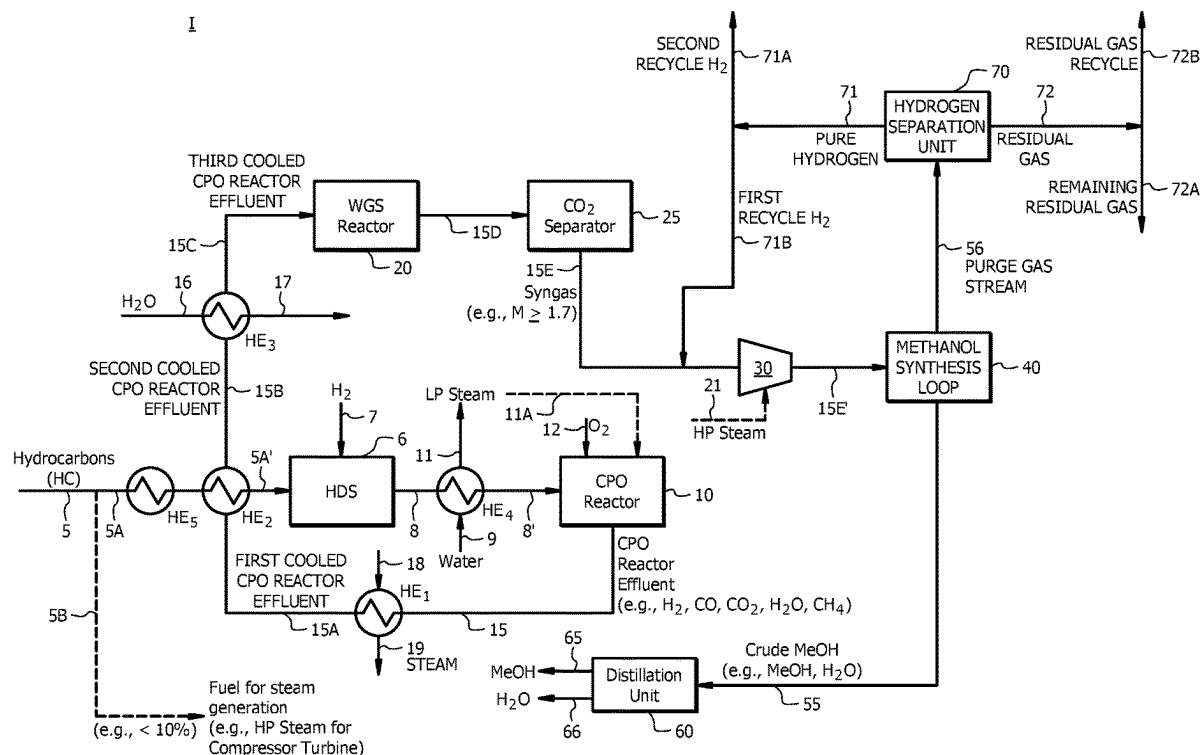 I
SECOND
RECYCLE H2
71A
RESIDUAL GAS
RECYCLE
72B
70
71
HYDROGEN
SEPARATION
UNIT
72
PURE
HYDROGEN
RESIDUAL
GAS
THIRD COOLED
CPO REACTOR
EFFLUENT
WGS
Reactor
20
15D
CO2
Separator
25
FIRST
RECYCLE H2
71B
REMAINING
RESIDUAL GAS
72A
15C
15E
Syngas
(e.g., M ≥ 1.7)
56
PURGE GAS
STREAM
H2O
16
17
HE3
SECOND COOLED
CPO REACTOR
EFFLUENT
15B
30
21
HP Steam
15E'
METHANOL
SYNTHESIS
LOOP
40
H2
7
LP Steam
11A
12
O2
6
11
Hydrocarbons
(HC)
5
5A
HE5
HE2
5A'
HDS
8
HE4
8'
9
Water
CPO
Reactor
10
FIRST COOLED
CPO REACTOR
EFFLUENT
15A
18
HE1
15
19
STEAM
CPO
Reactor
Effluent
(e.g., H2, CO, CO2, H2O, CH4)
5B
(e.g., < 10%)
Fuel for steam
generation
(e.g., HP Steam for
Compressor Turbine)
MeOH
65
H2O
66
Distillation
Unit
60
Crude MeOH
(e.g., MeOH, H2O)
55